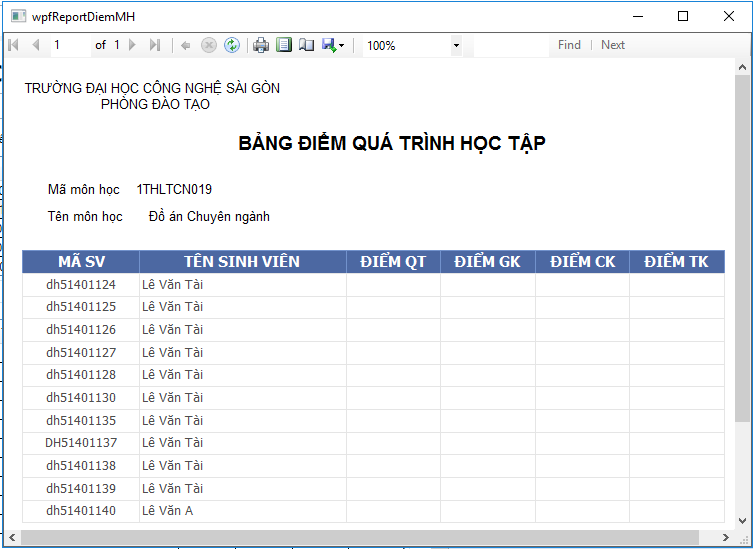 wpfReportDiemMH
1 of 1 100% Find Next
TRƯỜNG ĐẠI HỌC CÔNG NGHỆ SÀI GÒN
PHÒNG ĐÀO TẠO
BẢNG ĐIỂM QUÁ TRÌNH HỌC TẬP
Mã môn học 1THLTCN019
Tên môn học Đồ án Chuyên ngành
MÃ SV TÊN SINH VIÊN ĐIỂM QT ĐIỂM GK ĐIỂM CK ĐIỂM TK
dh51401124 Lê Văn Tài
dh51401125 Lê Văn Tài
dh51401126 Lê Văn Tài
dh51401127 Lê Văn Tài
dh51401128 Lê Văn Tài
dh51401130 Lê Văn Tài
dh51401135 Lê Văn Tài
DH51401137 Lê Văn Tài
dh51401138 Lê Văn Tài
dh51401139 Lê Văn Tài
dh51401140 Lê Văn A